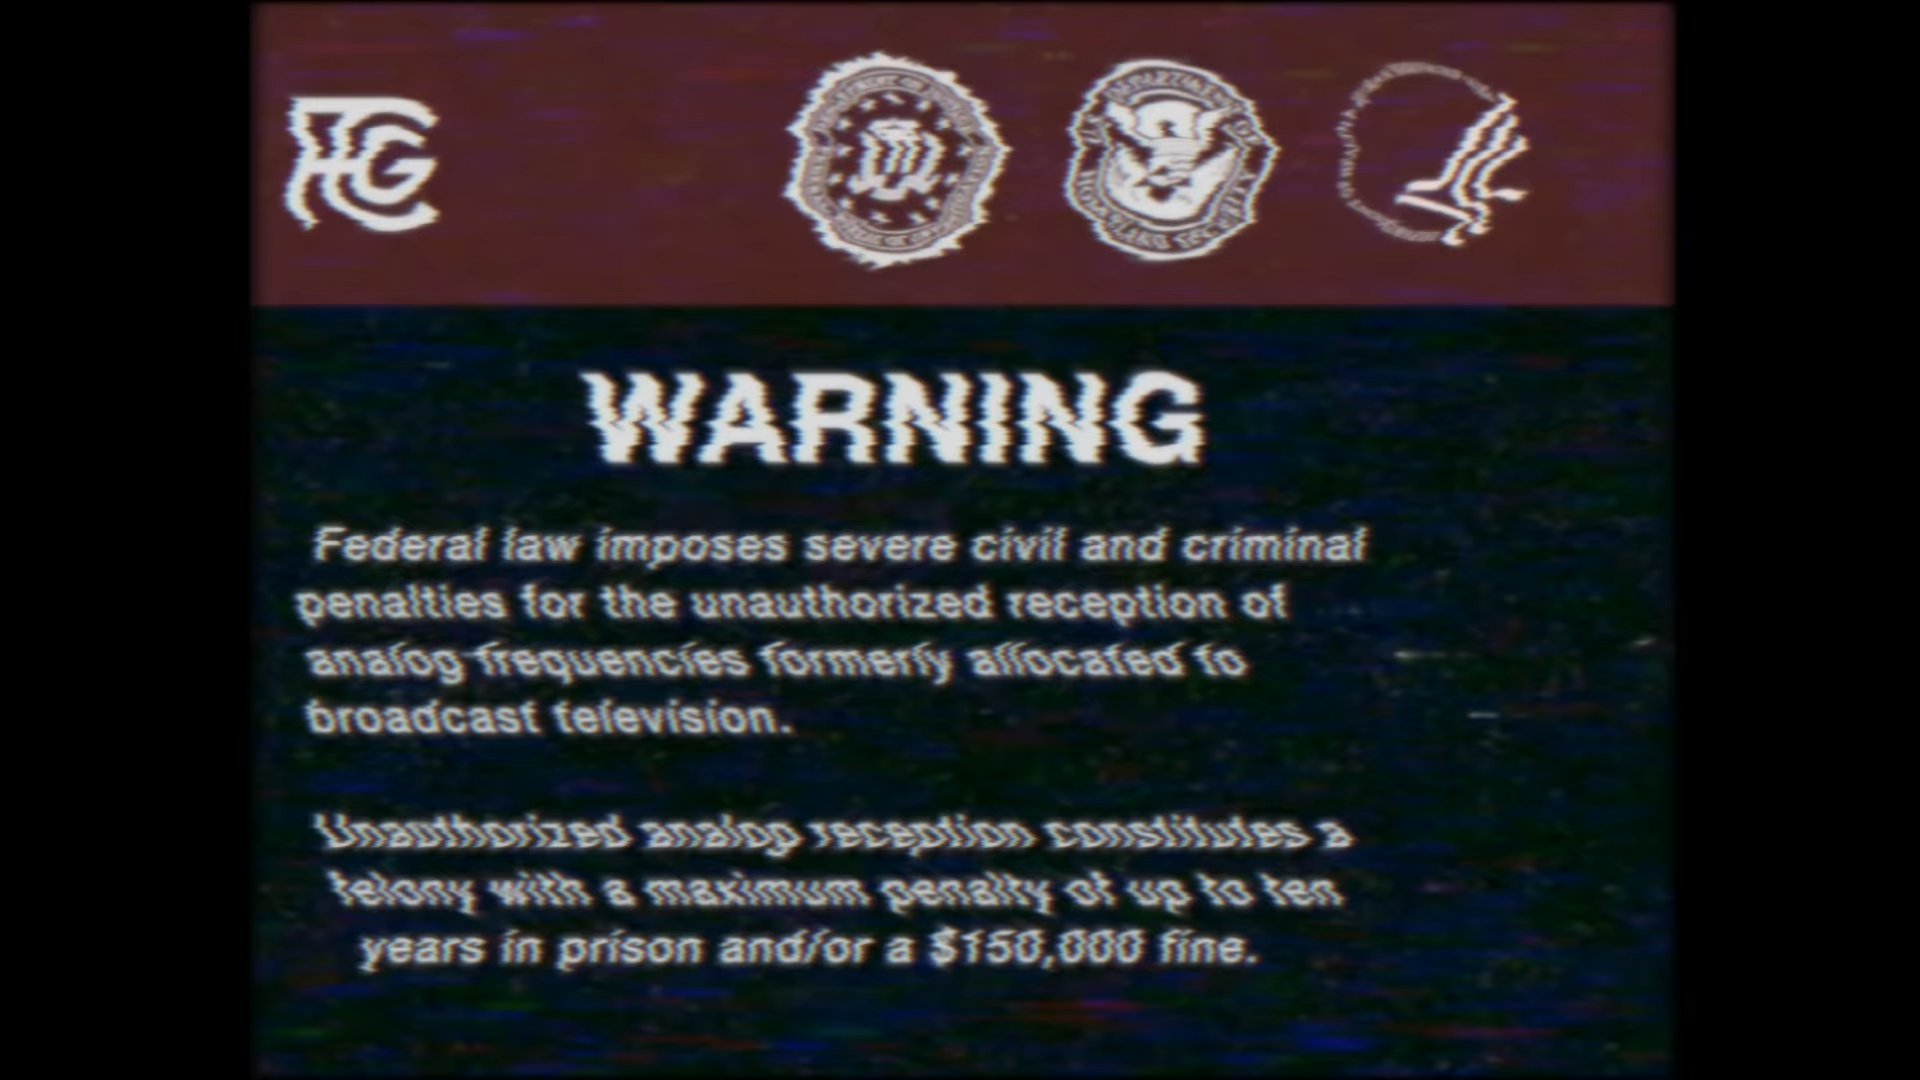 FCC
WARNING
Federal law imposes severe civil and criminal
penalties for the unauthorized reception of
analog frequencies formerly allocated to
broadcast television.
Unauthorized analog reception constitutes a
felony with a maximum penalty of up to ten
years in prison and/or a $150,000 fine.